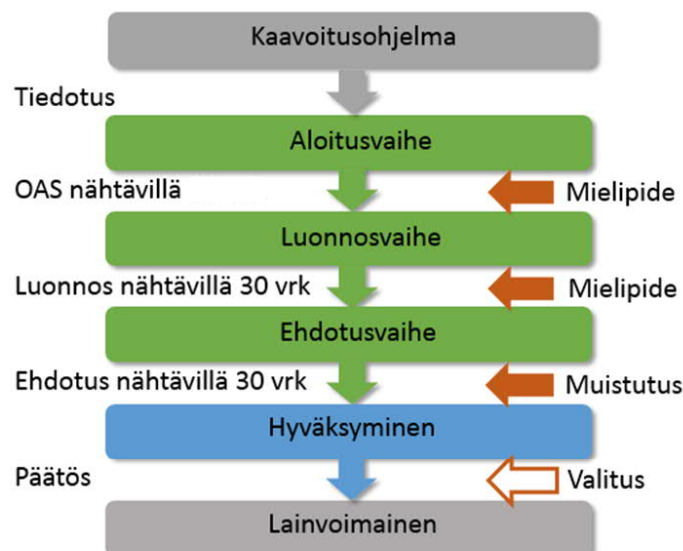 Kaavoitusohjelma
Tiedotus
Aloitusvaihe
OAS nähtävillä
Mielipide
Luonnosvaihe
Luonnos nähtävillä 30 vrk
Mielipide
Ehdotusvaihe
Ehdotus nähtävillä 30 vrk
Muistutus
Hyväksyminen
Päätös
Valitus
Lainvoimainen